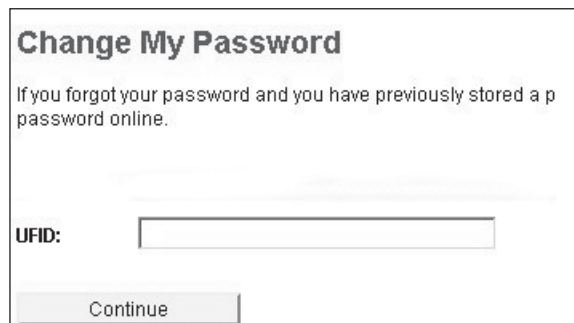 Change My Password
If you forgot your password and you have previously stored a p
password online.
UFID:
Continue